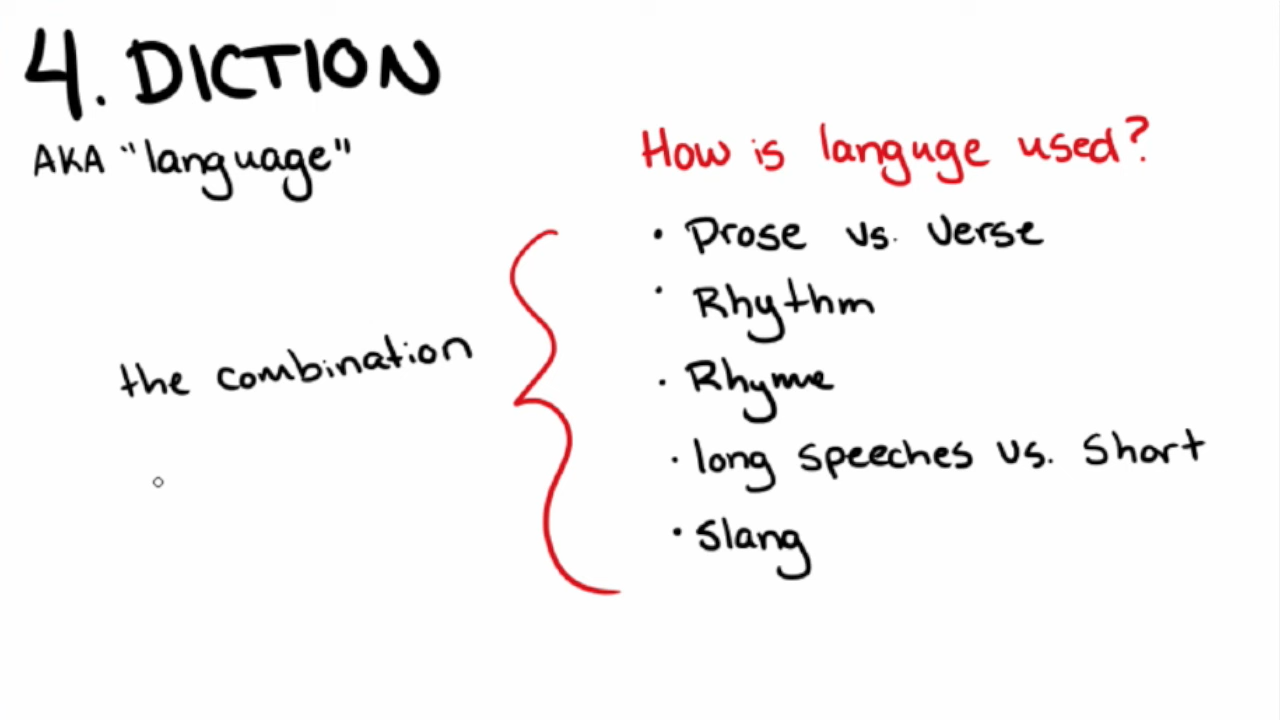 4. DICTION
AKA "language"
How is languge used?
• Prose vs. Verse
• Rhythm
• Rhyme
• long speeches vs. Short
• Slang
the combination